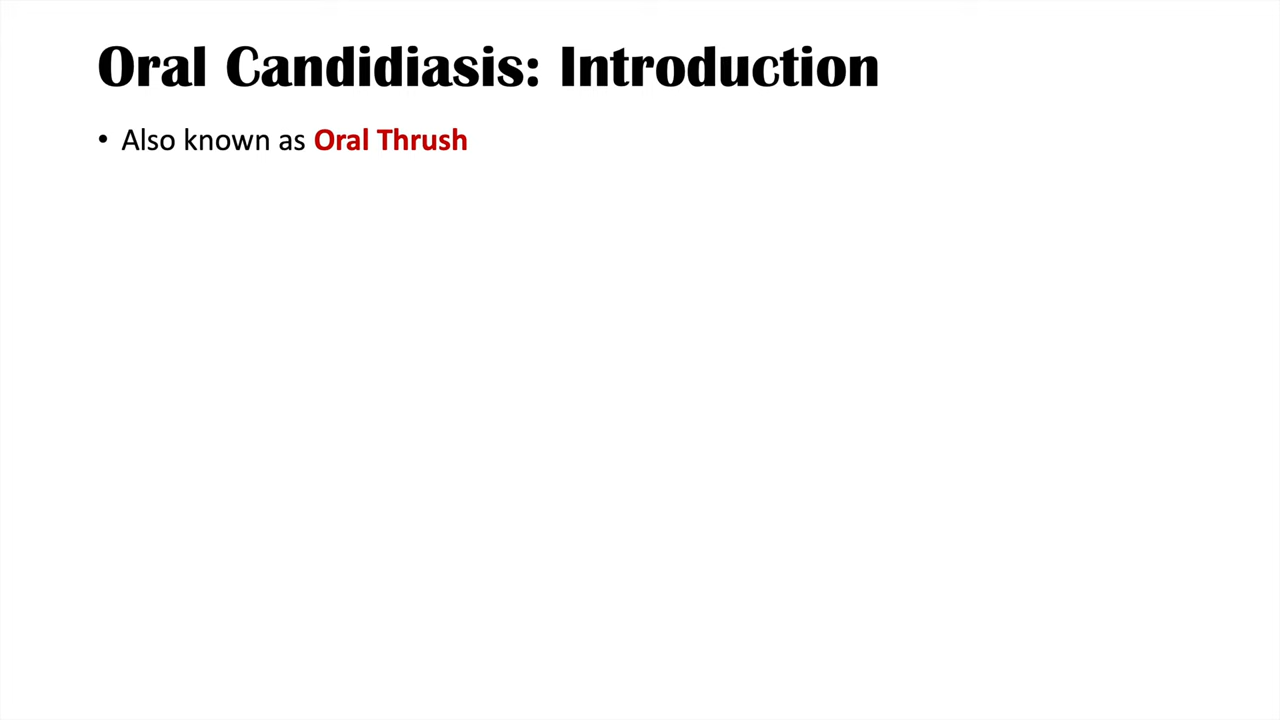 Oral Candidiasis: Introduction
• Also known as Oral Thrush